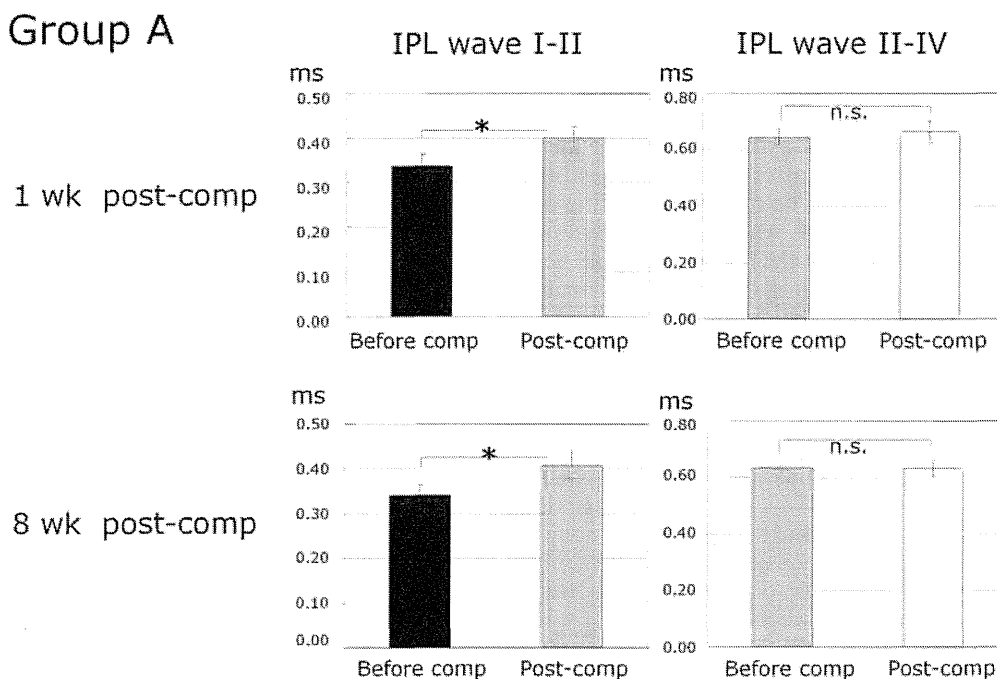 Group A
IPL wave I-II
IPL wave II-IV
1 wk post-comp
ms
0.50
0.40
0.30
0.20
0.10
0.00
*
Before comp Post-comp
ms
0.80
0.60
0.40
0.20
0.00
n.s.
Before comp Post-comp
8 wk post-comp
ms
0.50
0.40
0.30
0.20
0.10
0.00
*
Before comp Post-comp
ms
0.80
0.60
0.40
0.20
0.00
n.s.
Before comp Post-comp